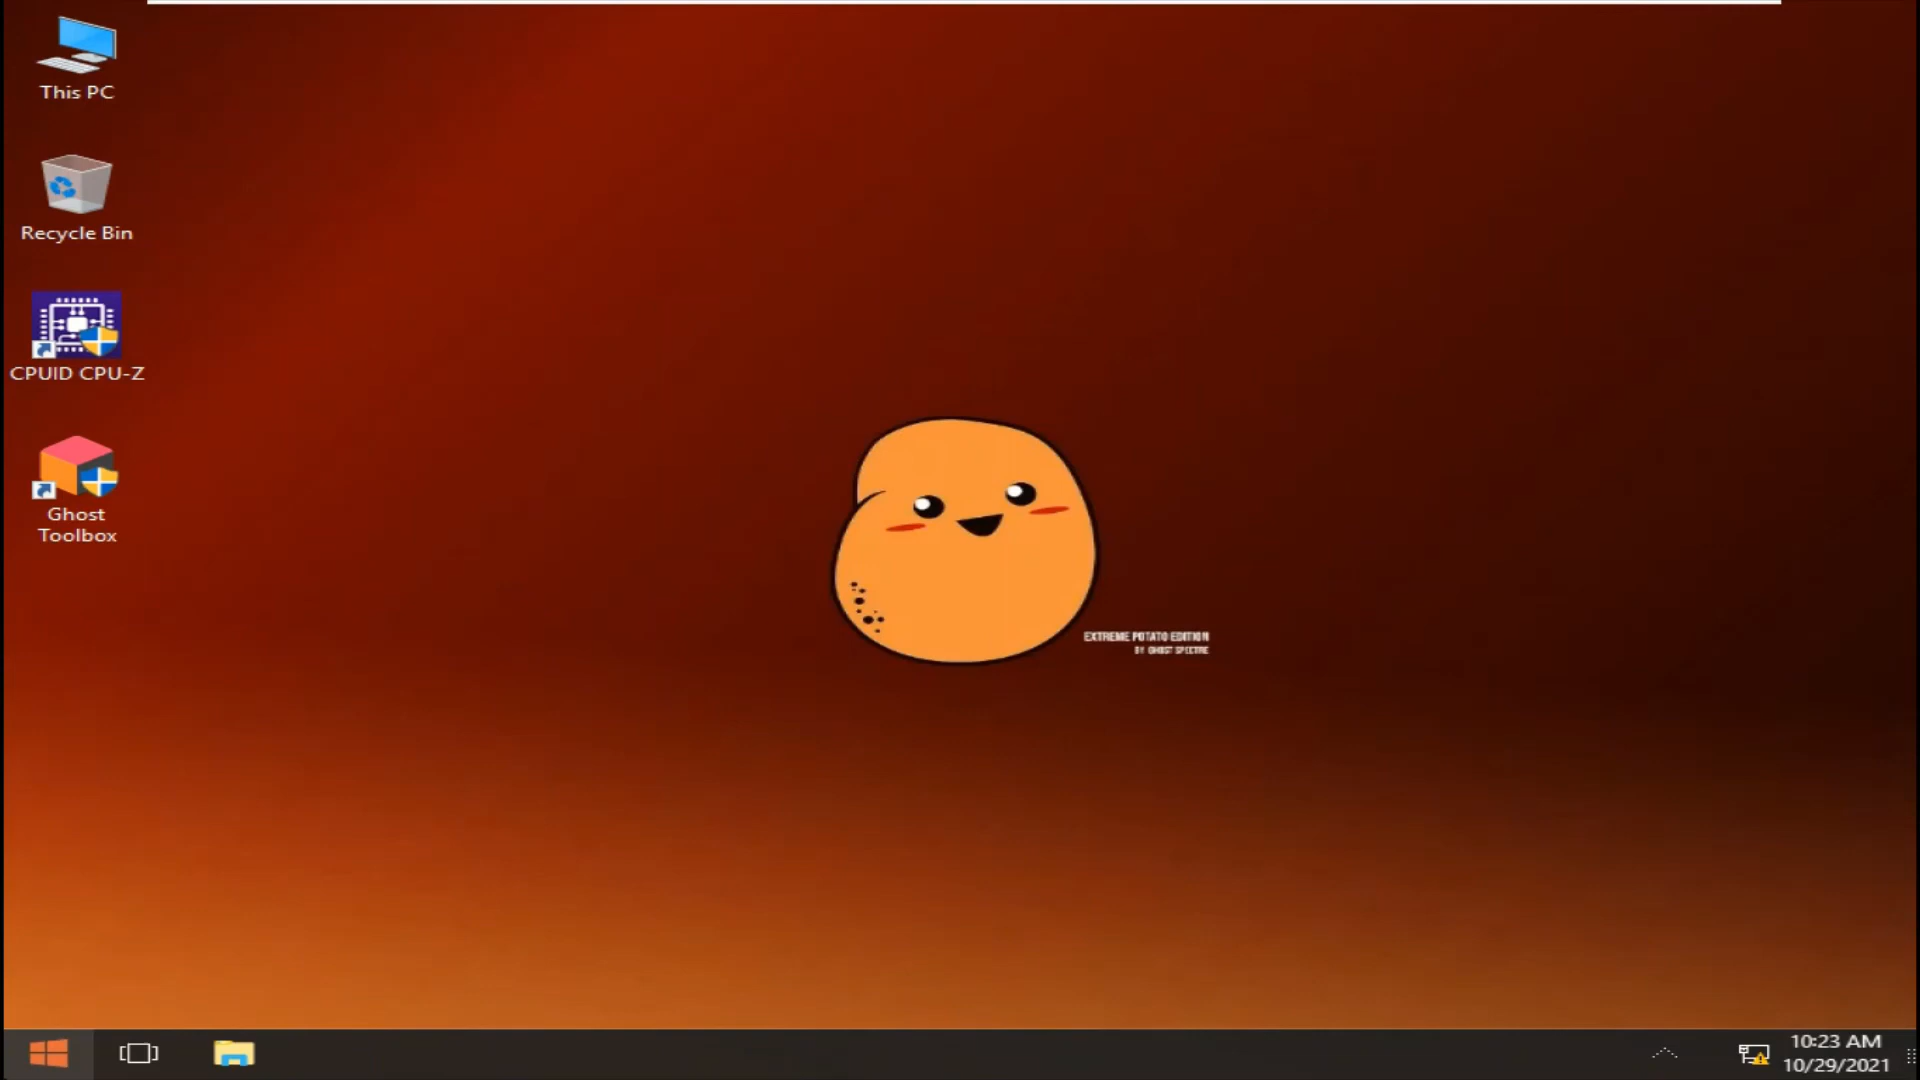 This PC
Recycle Bin
CPUID CPU-Z
Ghost
Toolbox
EXTREME POTATO EDITION
BY GHOST SPECTRE
10:23 AM
10/29/2021